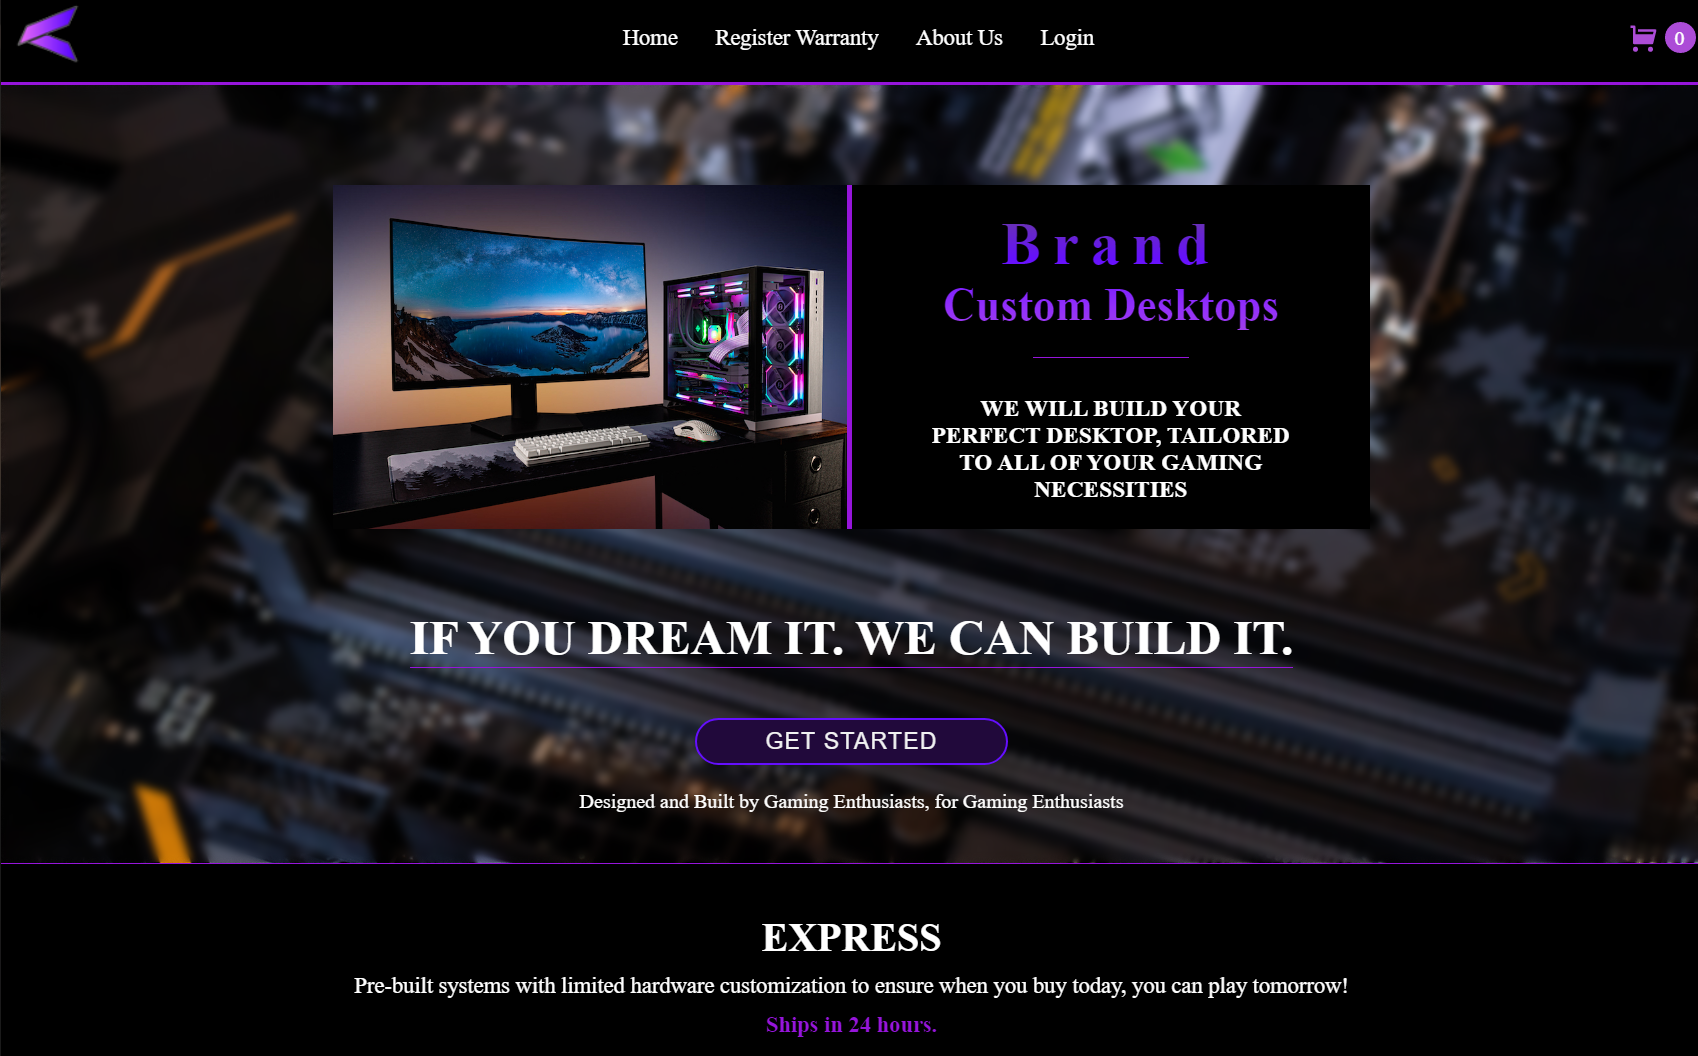 Home Register Warranty About Us Login 0
Brand
Custom Desktops
WE WILL BUILD YOUR
PERFECT DESKTOP, TAILORED
TO ALL OF YOUR GAMING
NECESSITIES
IF YOU DREAM IT. WE CAN BUILD IT.
GET STARTED
Designed and Built by Gaming Enthusiasts, for Gaming Enthusiasts
EXPRESS
Pre-built systems with limited hardware customization to ensure when you buy today, you can play tomorrow!
Ships in 24 hours.